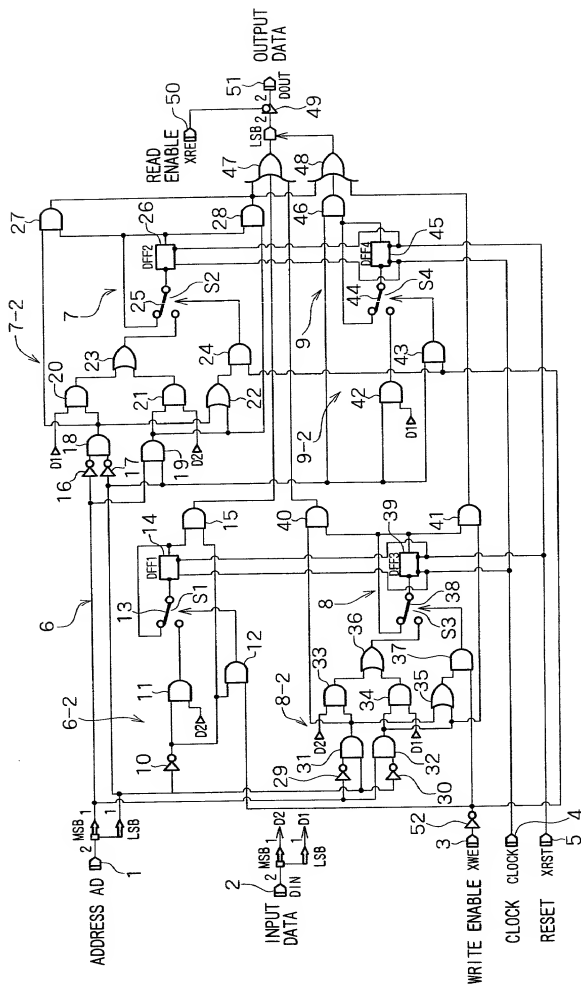 ADDRESS AD
1
2
MSB
1
1
LSB
6
6-2
10
11
D2
12
13
S1
14
DFF1
15
16
17
18
19
D1
20
21
D2
22
23
24
25
S2
26
DFF2
7
7-2
27
28
READ ENABLE
XRE
50
OUTPUT DATA
51
DOUT
2
2
49
LSB
47
48
46
INPUT DATA
2
DIN
2
MSB
1
D2
1
D1
LSB
8-2
8
29
30
31
32
D2
33
34
D1
35
36
37
38
S3
39
DFF3
40
41
9
9-2
42
D1
43
44
S4
45
DFF4
WRITE ENABLE XWE
3
52
CLOCK CLOCK
4
RESET XRST
5